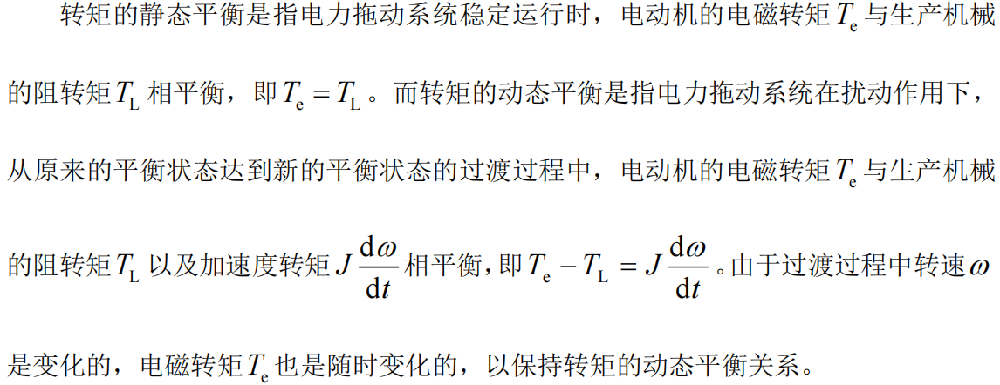 转矩的静态平衡是指电力拖动系统稳定运行时，电动机的电磁转矩 $T_{\mathrm{e}}$ 与生产机械
的阻转矩 $T_{\mathrm{L}}$ 相平衡，即 $T_{\mathrm{e}} = T_{\mathrm{L}}$ 。而转矩的动态平衡是指电力拖动系统在扰动作用下，
从原来的平衡状态达到新的平衡状态的过渡过程中，电动机的电磁转矩 $T_{\mathrm{e}}$ 与生产机械
的阻转矩 $T_{\mathrm{L}}$ 以及加速度转矩 $J\frac{\mathrm{d}\omega}{\mathrm{d}t}$ 相平衡，即 $T_{\mathrm{e}} - T_{\mathrm{L}} = J\frac{\mathrm{d}\omega}{\mathrm{d}t}$ 。由于过渡过程中转速 $\omega$
是变化的，电磁转矩 $T_{\mathrm{e}}$ 也是随时变化的，以保持转矩的动态平衡关系。